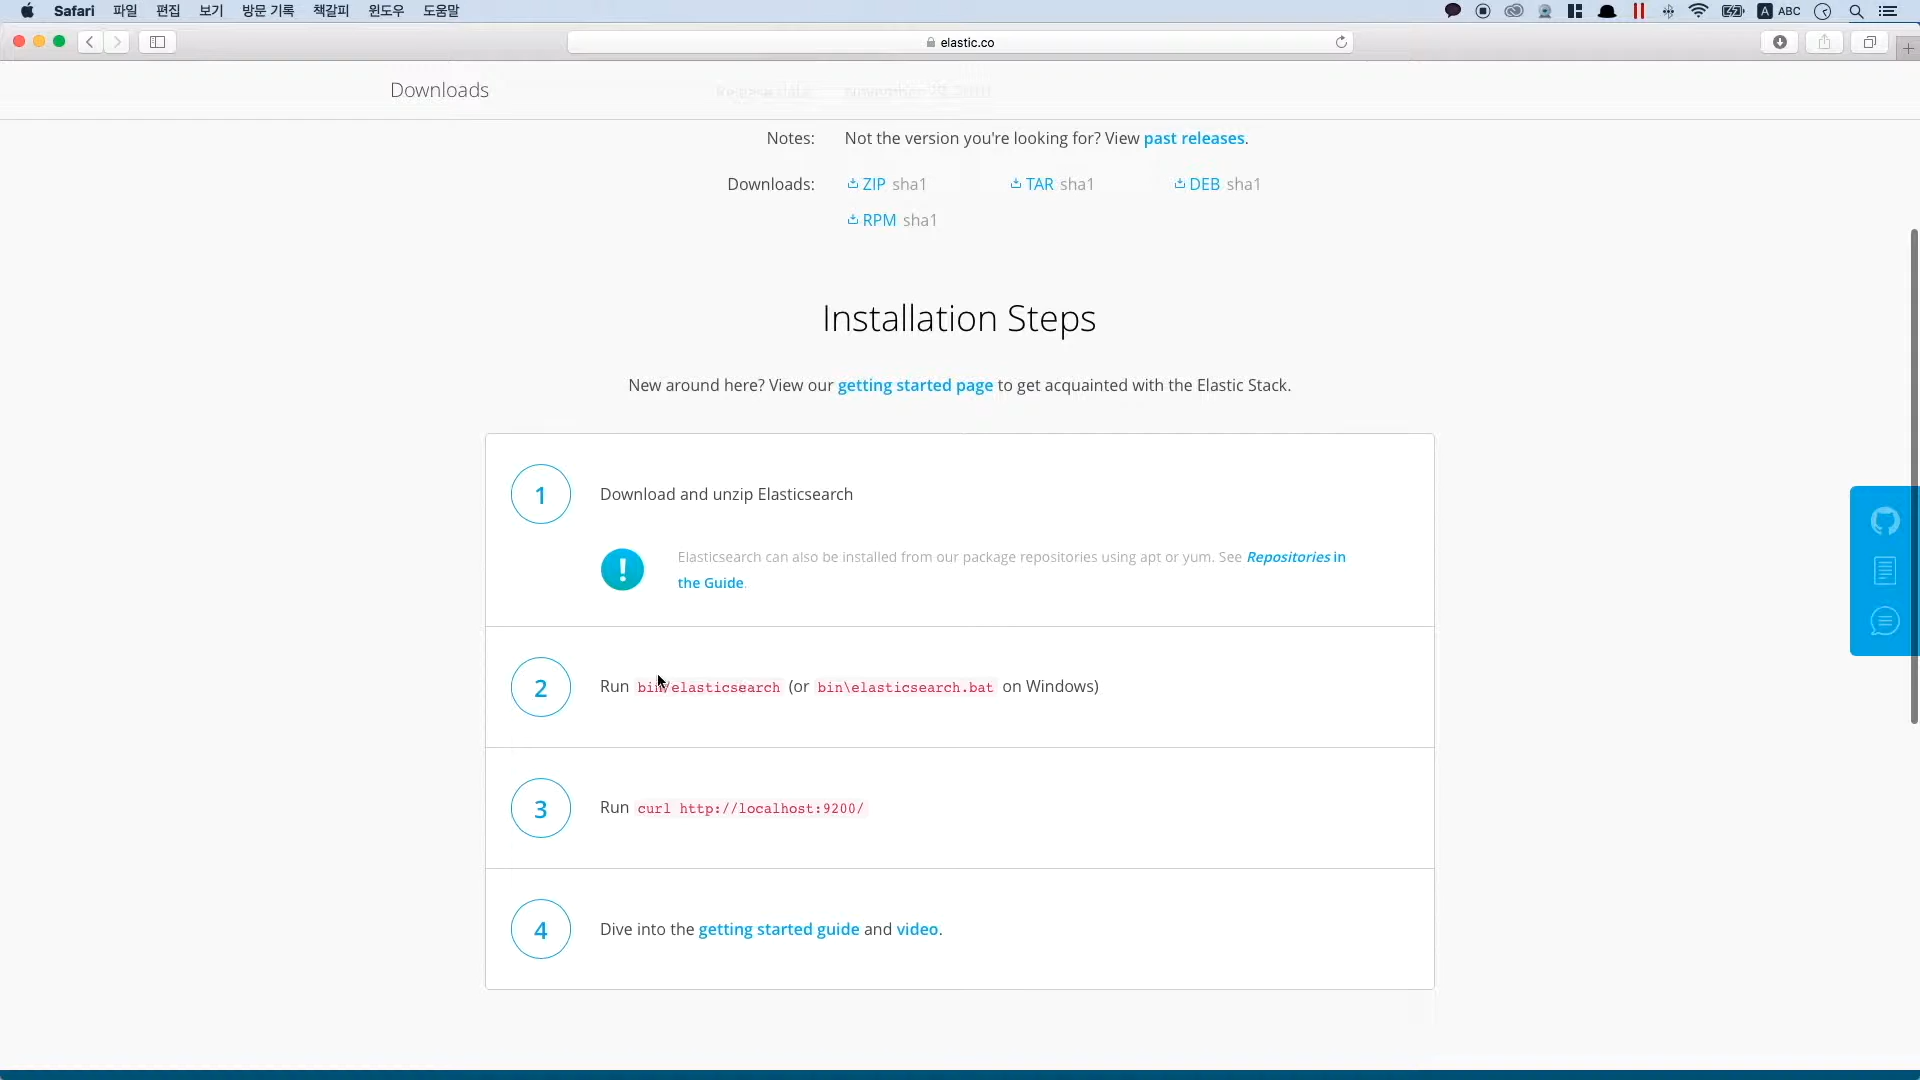 Safari 파일 편집 보기 방문 기록 책갈피 윈도우 도움말 A ABC
elastic.co
Downloads
Notes: Not the version you're looking for? View past releases.
Downloads: ZIP sha1 TAR sha1 DEB sha1
RPM sha1
Installation Steps
New around here? View our getting started page to get acquainted with the Elastic Stack.
1 Download and unzip Elasticsearch
! Elasticsearch can also be installed from our package repositories using apt or yum. See Repositories in
the Guide.
2 Run bin/elasticsearch (or bin\elasticsearch.bat on Windows)
3 Run curl http://localhost:9200/
4 Dive into the getting started guide and video.